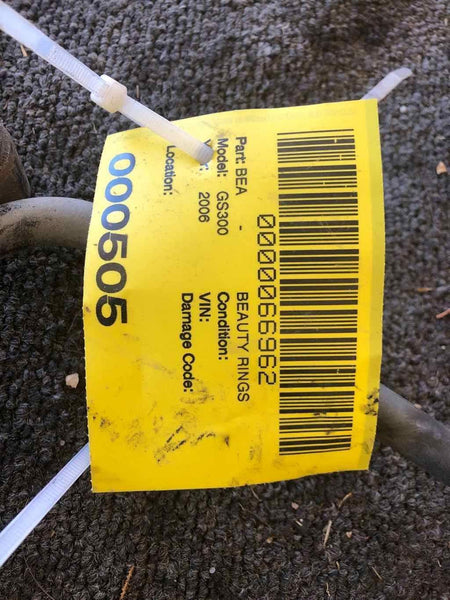 0000066962
Part: BEA - BEAUTY RINGS
Model: GS300 Condition:
2006 VIN:
Location: Damage Code:
000505